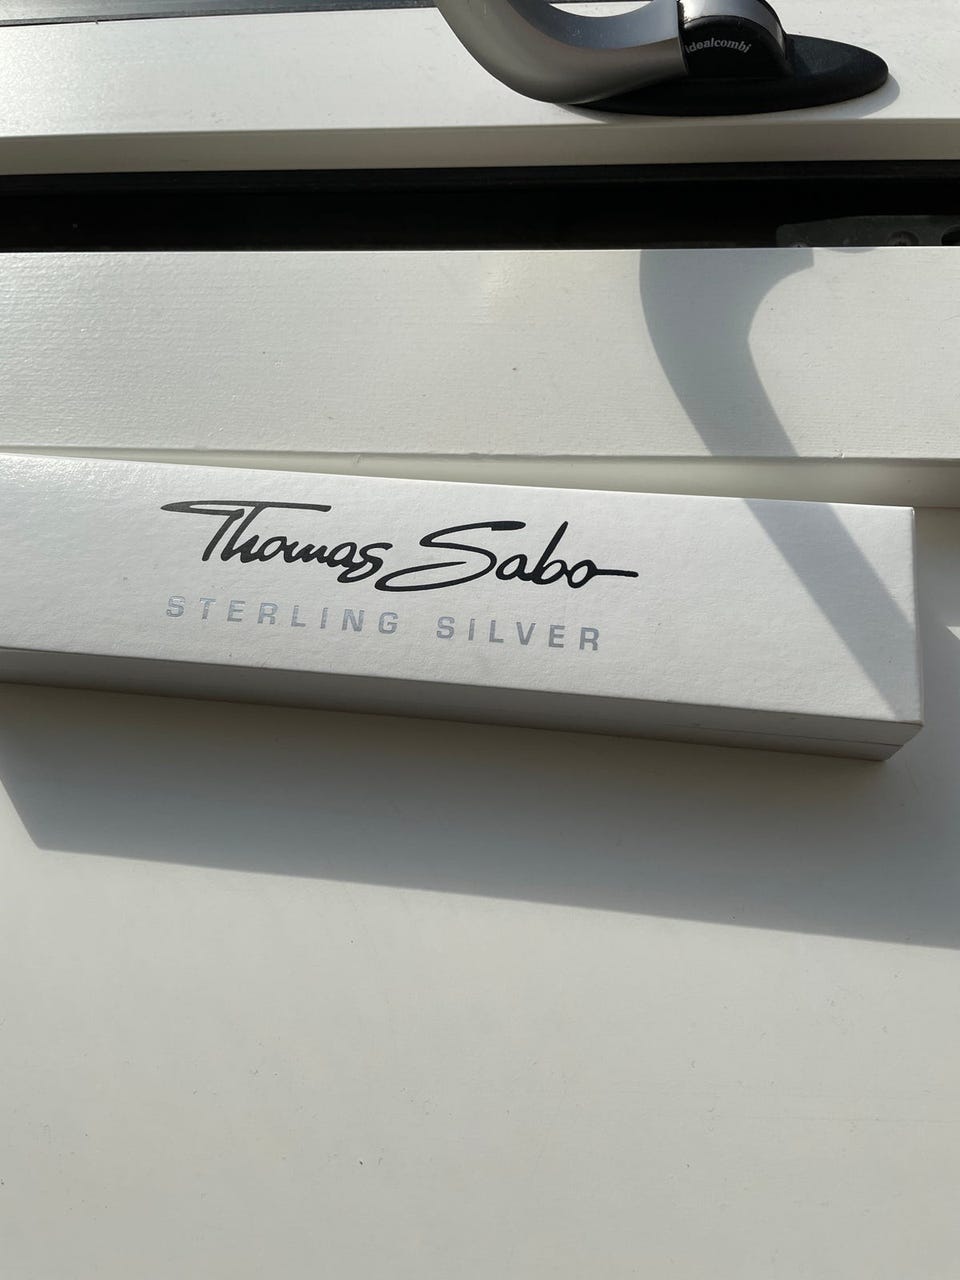 idealcombi
Thomas Sabo
STERLING SILVER